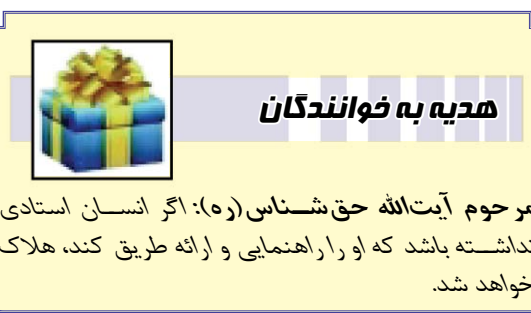 هدیه به خوانندگان
مرحوم آیت‌الله حق‌شناس(ره): اگر انسان استادی
نداشته باشد که او را راهنمایی و ارائه طریق کند، هلاک
خواهد شد.